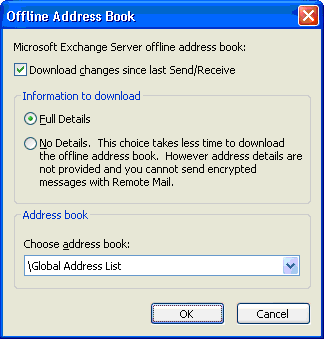 Offline Address Book
Microsoft Exchange Server offline address book:
Download changes since last Send/Receive
Information to download
Full Details
No Details. This choice takes less time to download
the offline address book. However address details are
not provided and you cannot send encrypted
messages with Remote Mail.
Address book
Choose address book:
\Global Address List
OK Cancel